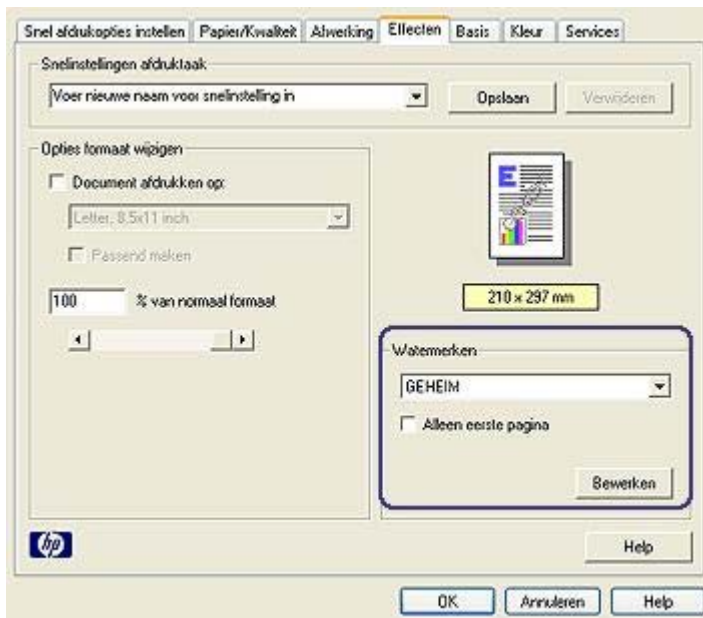 Snel afdrukopties instellen Papier/Kwaliteit Afwerking Effecten Basis Kleur Services
Snelinstellingen afdruktaak
Voer nieuwe naam voor snelinstelling in Opslaan Verwijderen
Opties formaat wijzigen
Document afdrukken op:
Letter, 8.5x11 inch
Passend maken
100 % van normaal formaat
E
210 x 297 mm
Watermerken
GEHEIM
Alleen eerste pagina
Bewerken
hp
Help
OK Annuleren Help